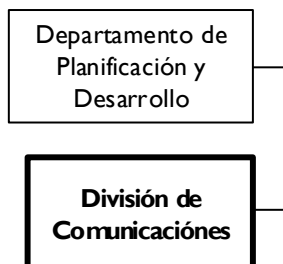 Departamento de
Planificación y
Desarrollo
División de
Comunicaciónes